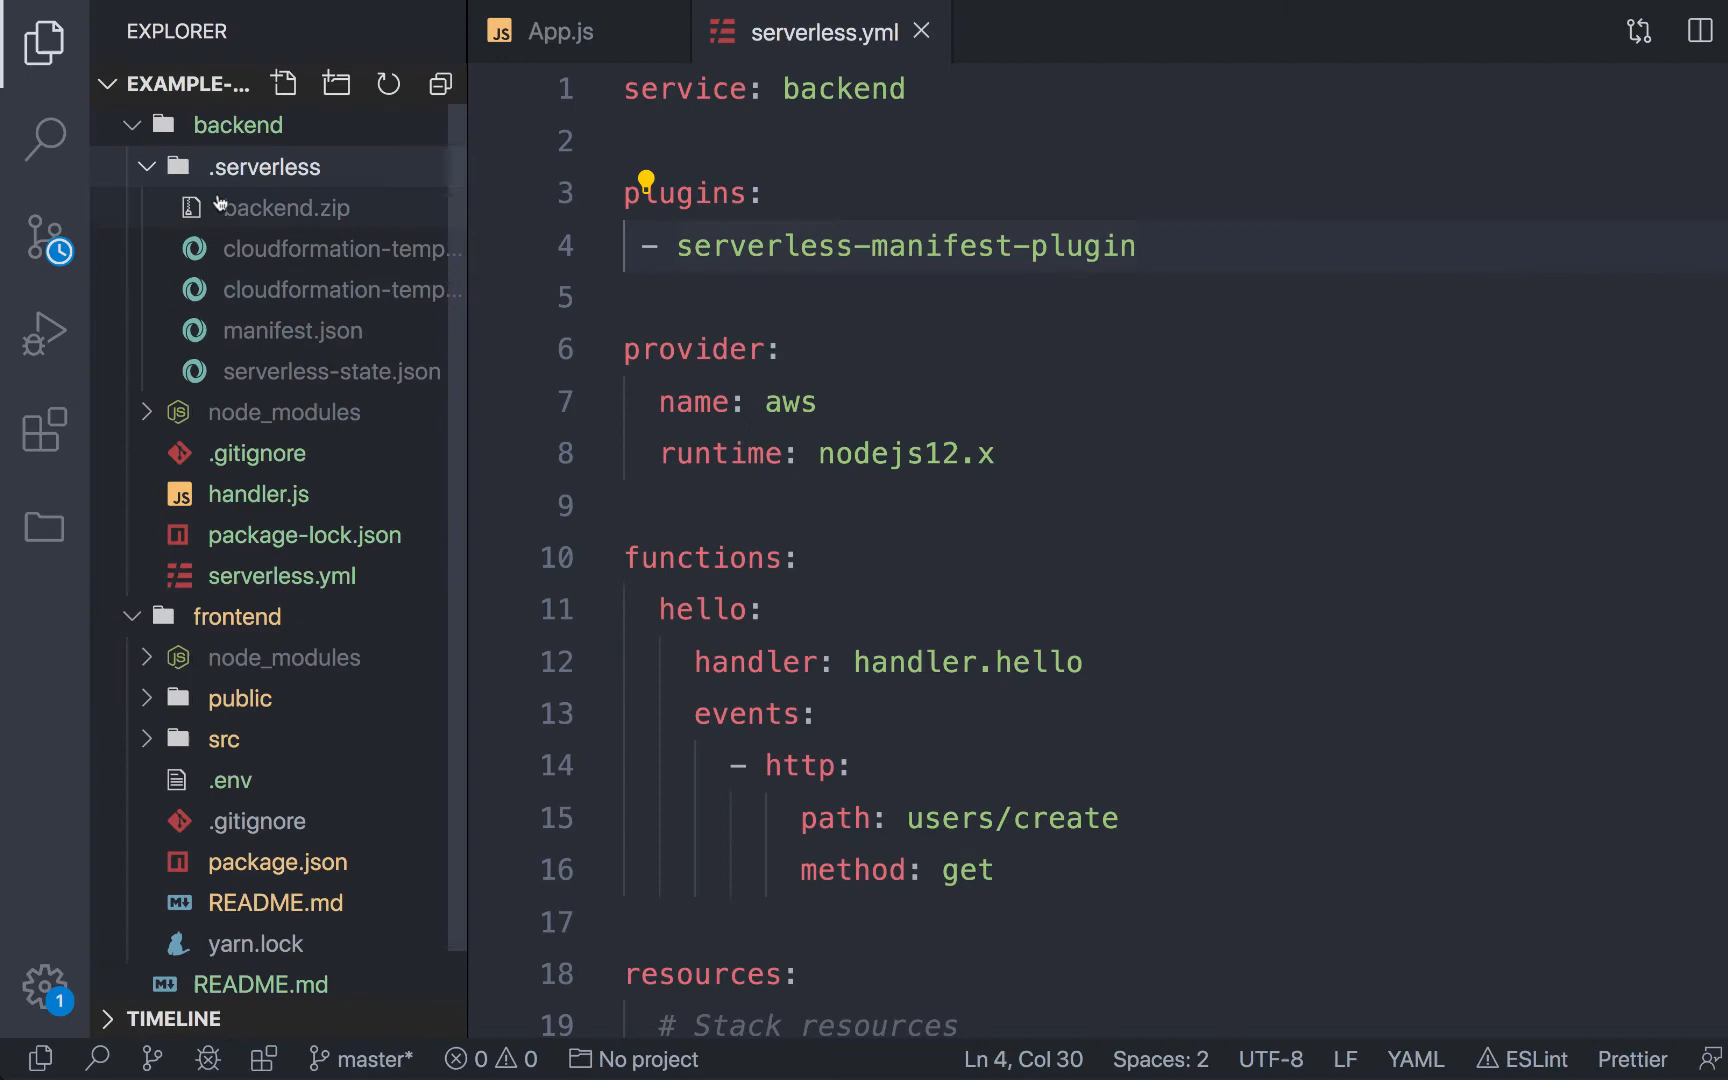 EXPLORER
EXAMPLE-...
backend
.serverless
backend.zip
cloudformation-temp...
cloudformation-temp...
manifest.json
serverless-state.json
node_modules
.gitignore
JS handler.js
package-lock.json
serverless.yml
frontend
node_modules
public
src
.env
.gitignore
package.json
README.md
yarn.lock
README.md
TIMELINE
JS App.js
serverless.yml
1 service: backend
2
3 plugins:
4 - serverless-manifest-plugin
5
6 provider:
7 name: aws
8 runtime: nodejs12.x
9
10 functions:
11 hello:
12 handler: handler.hello
13 events:
14 - http:
15 path: users/create
16 method: get
17
18 resources:
19 # Stack resources
1
master* 0 0 No project Ln 4, Col 30 Spaces: 2 UTF-8 LF YAML ESLint Prettier